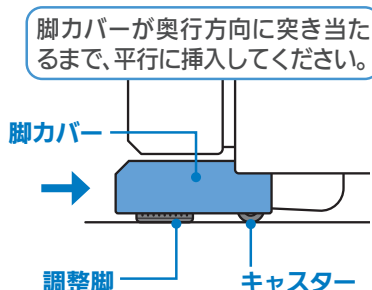 脚カバーが奥行方向に突き当た
るまで、平行に挿入してください。
脚カバー
調整脚
キャスター